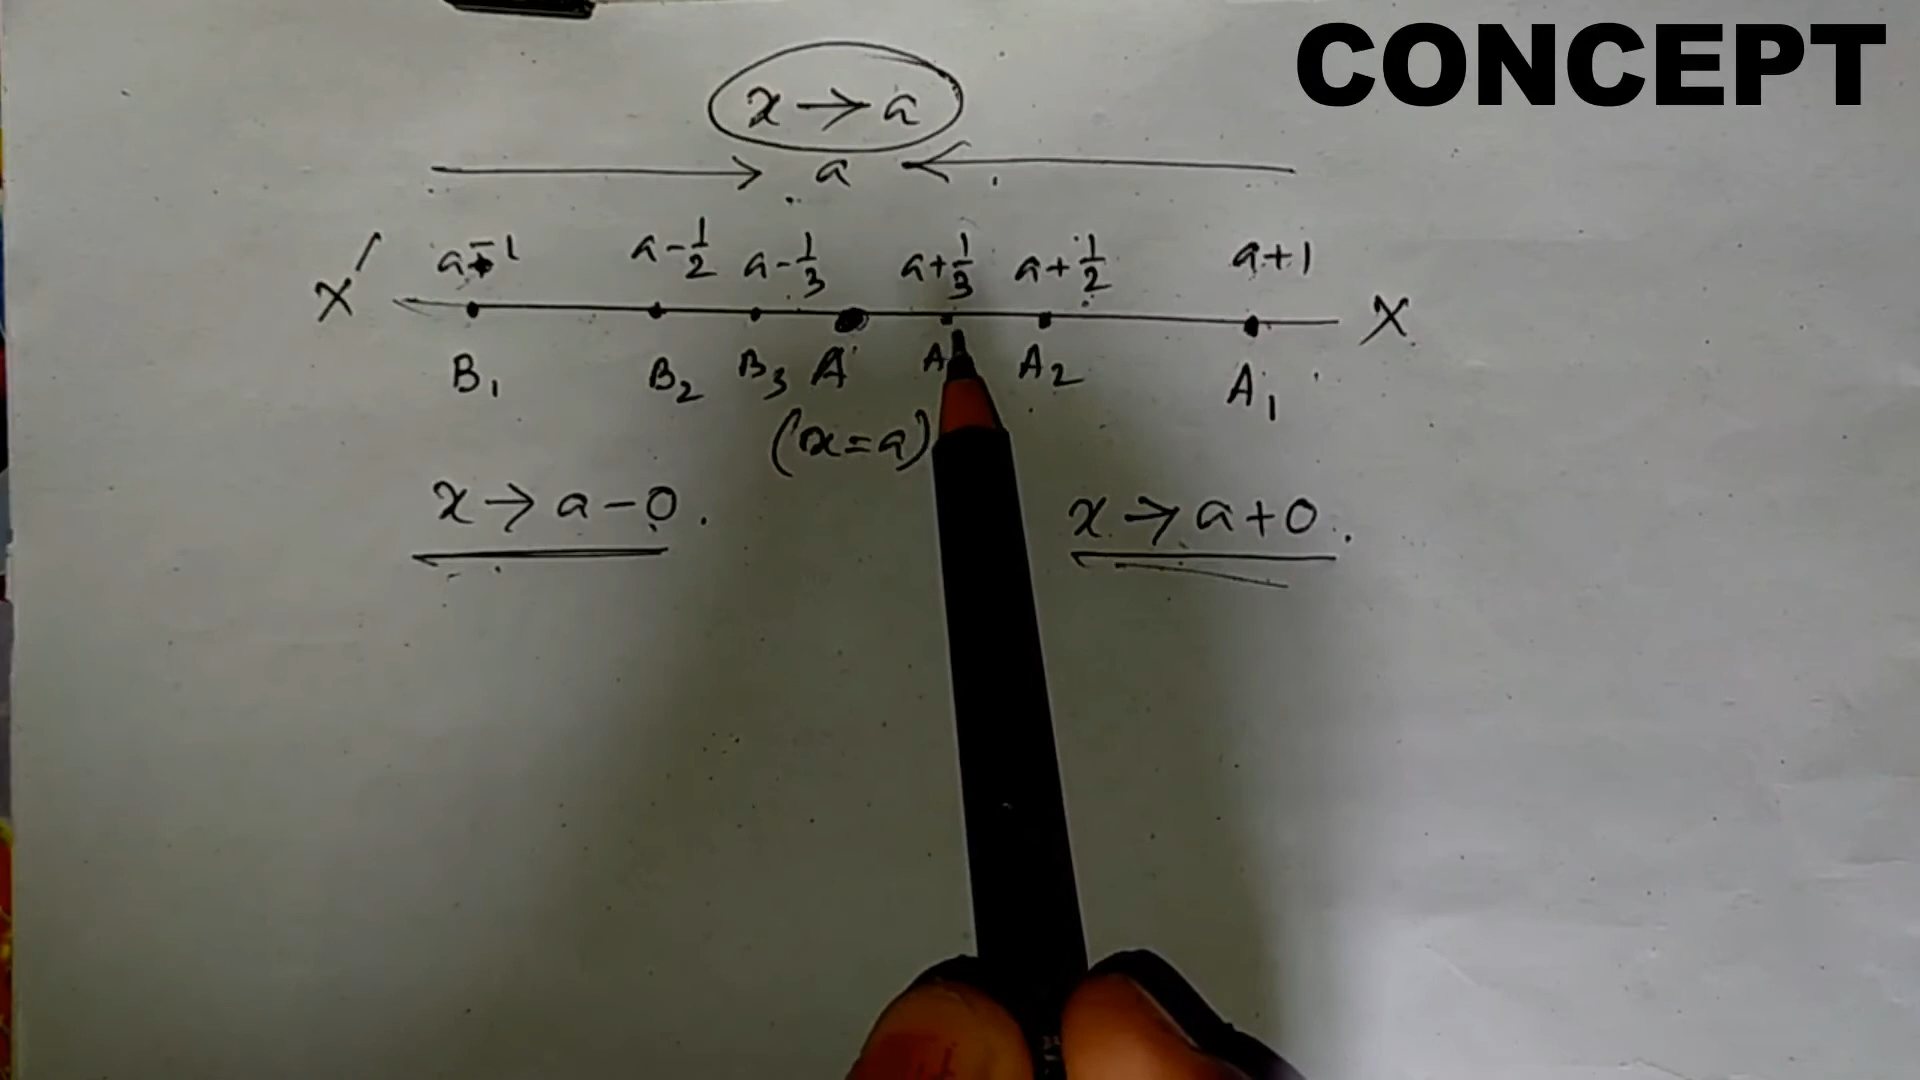 CONCEPT
x → a
a
a-1 a-1/2 a-1/3 a+1/3 a+1/2 a+1
X' X
B1 B2 B3 A A A2 A1
(x=a)
x → a-0. x → a+0.